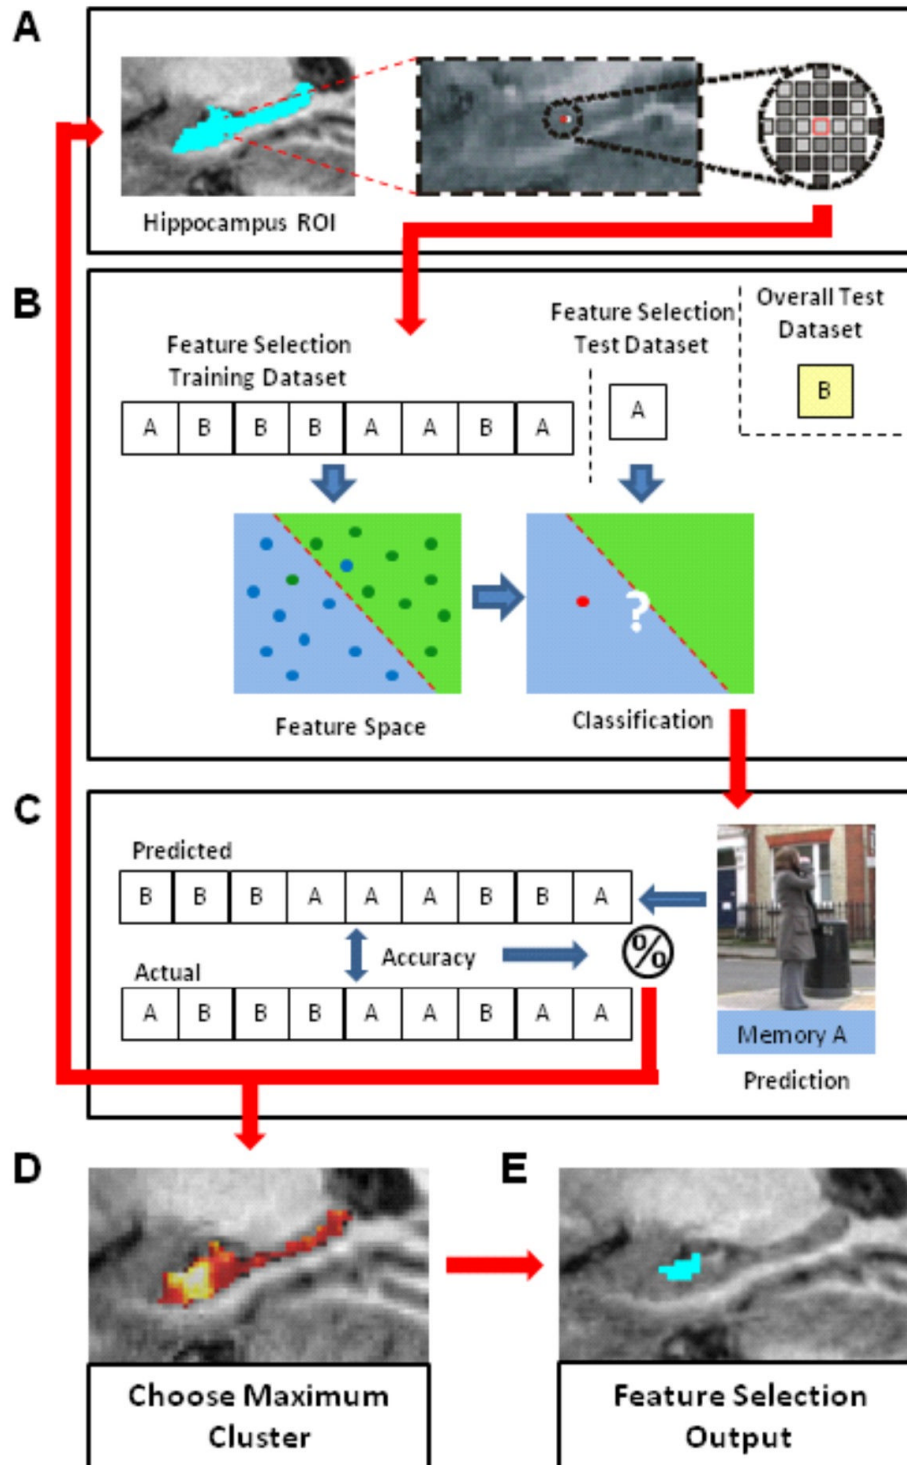 A
Hippocampus ROI
B
Feature Selection
Training Dataset
Feature Selection
Test Dataset
Overall Test
Dataset
A B B B A A B A
A
B
?
Feature Space
Classification
C
Predicted
B B B A A A B B A
Accuracy
%
Actual
A B B B A A B A A
Memory A
Prediction
D
E
Choose Maximum
Cluster
Feature Selection
Output